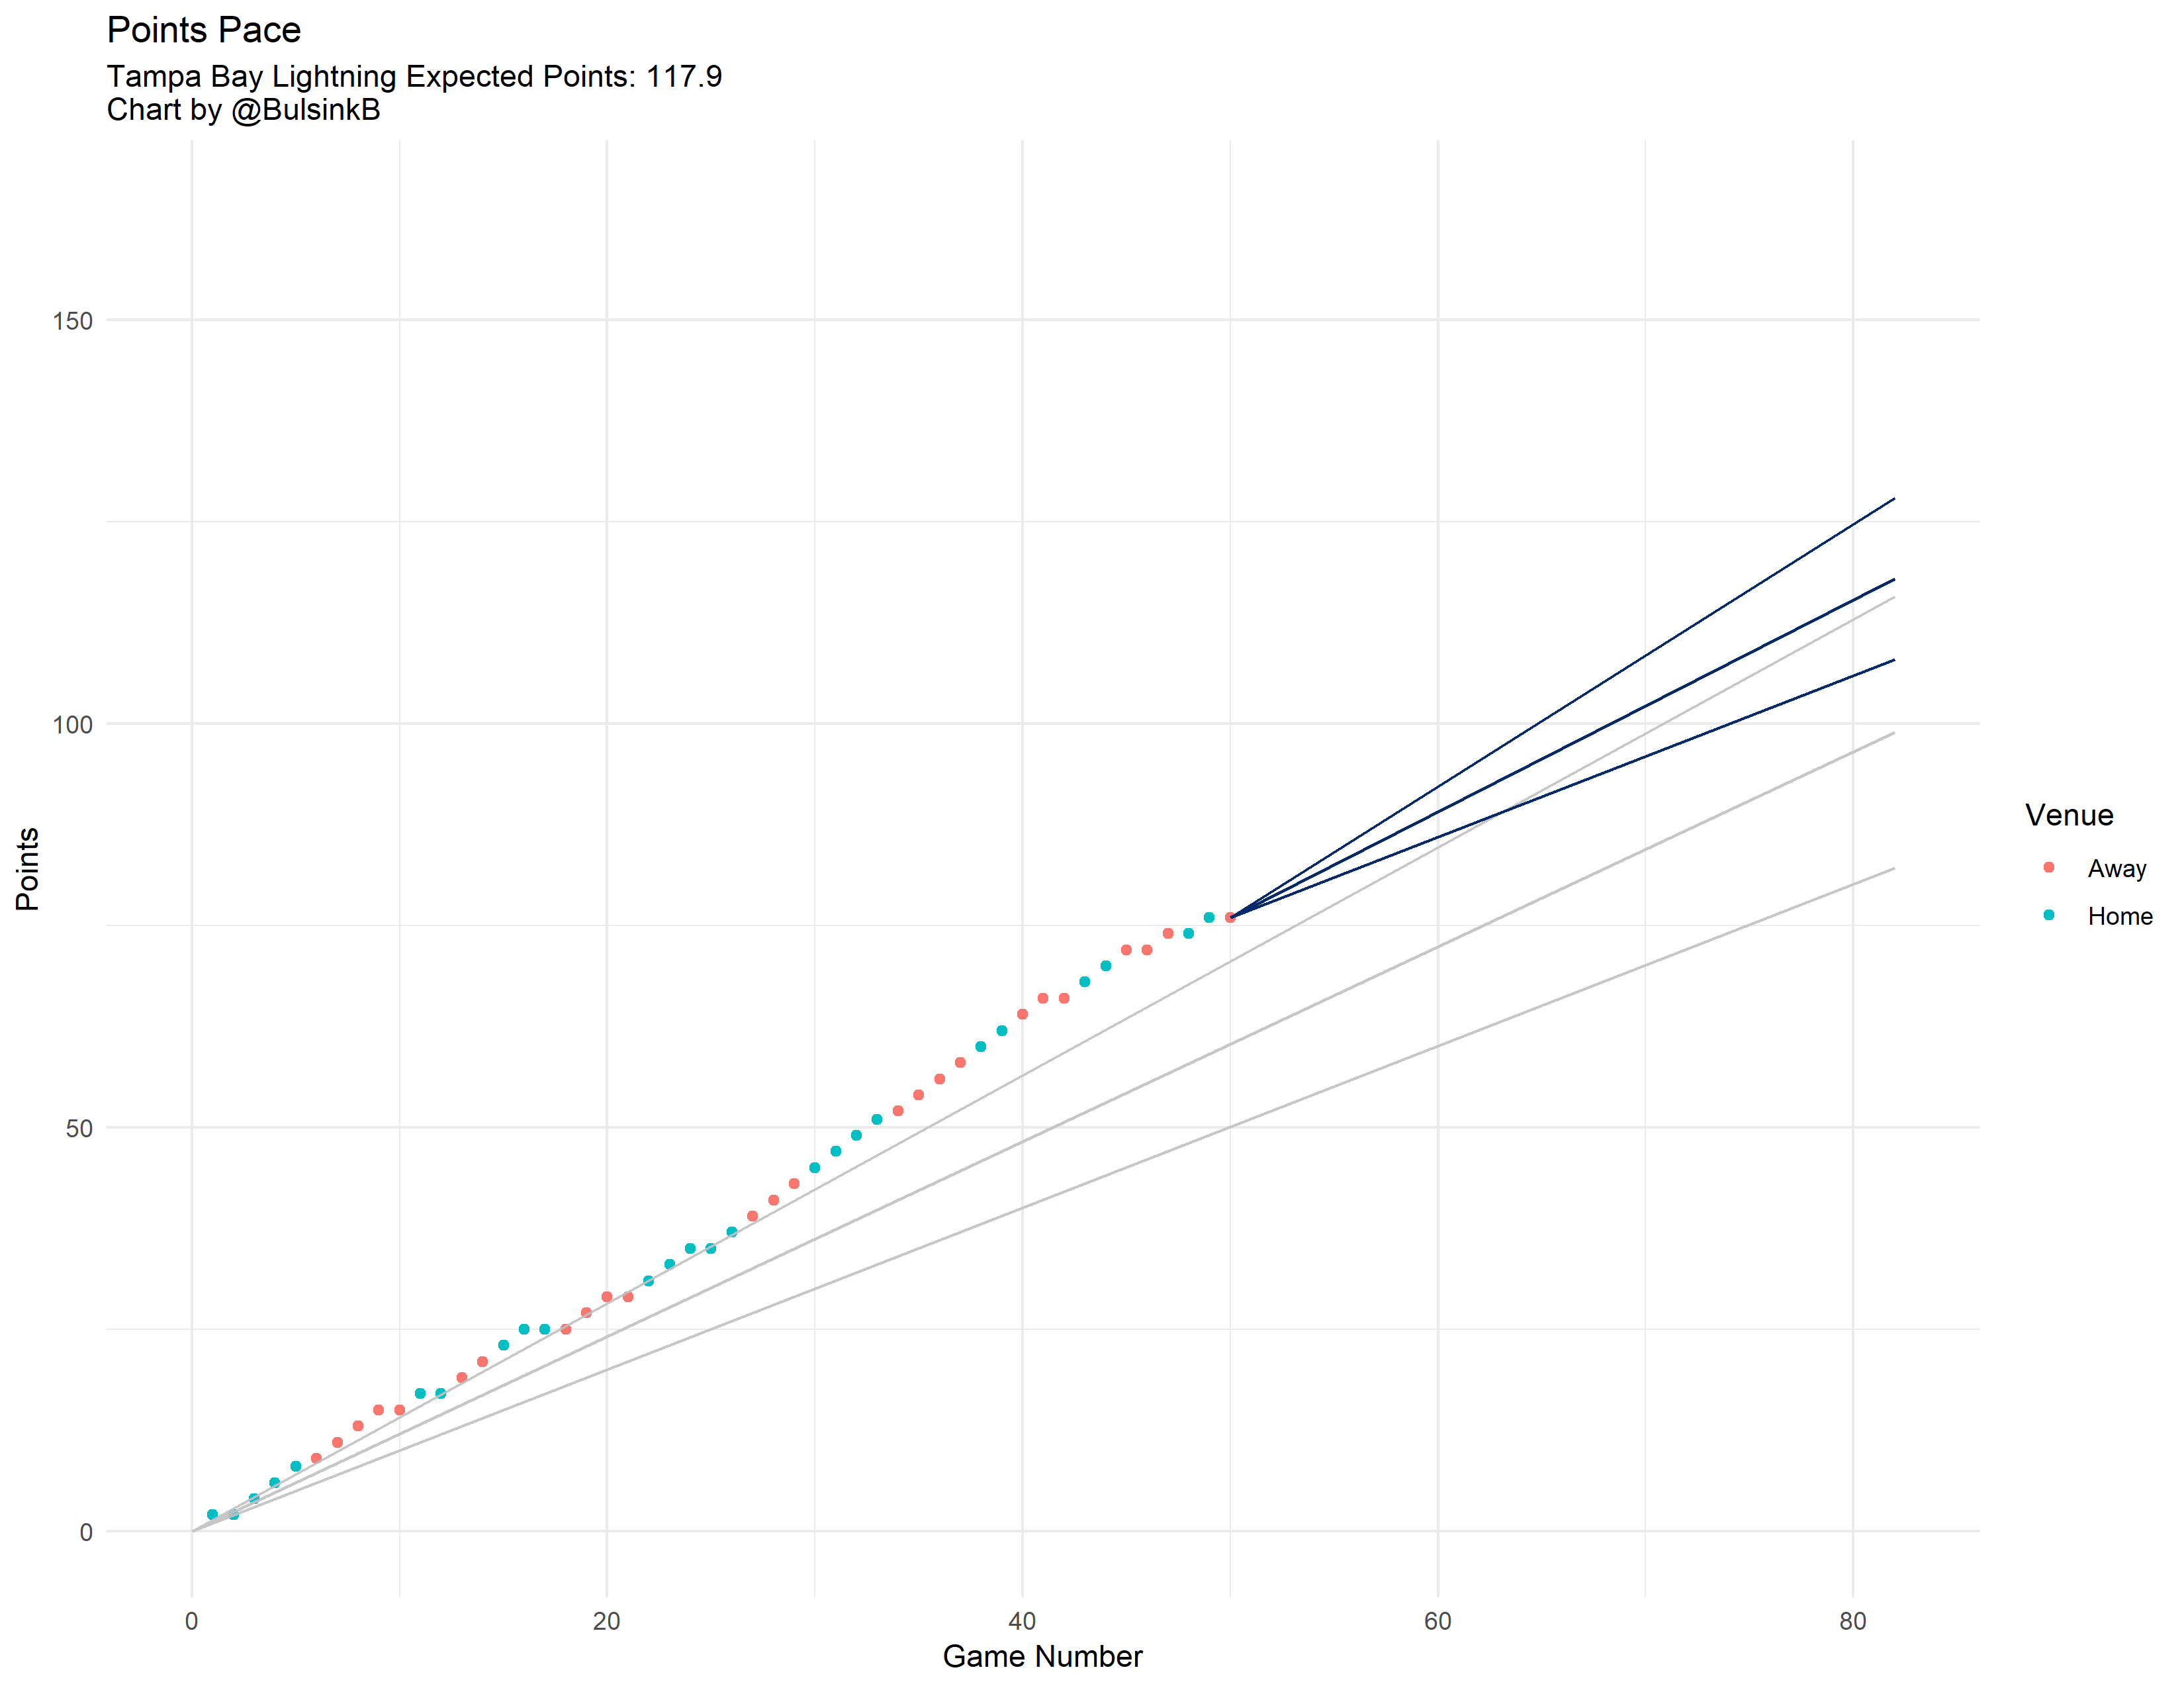 Points Pace
Tampa Bay Lightning Expected Points: 117.9
Chart by @BulsinkB
150
100
50
0
Points
0 20 40 60 80
Game Number
Venue
Away
Home